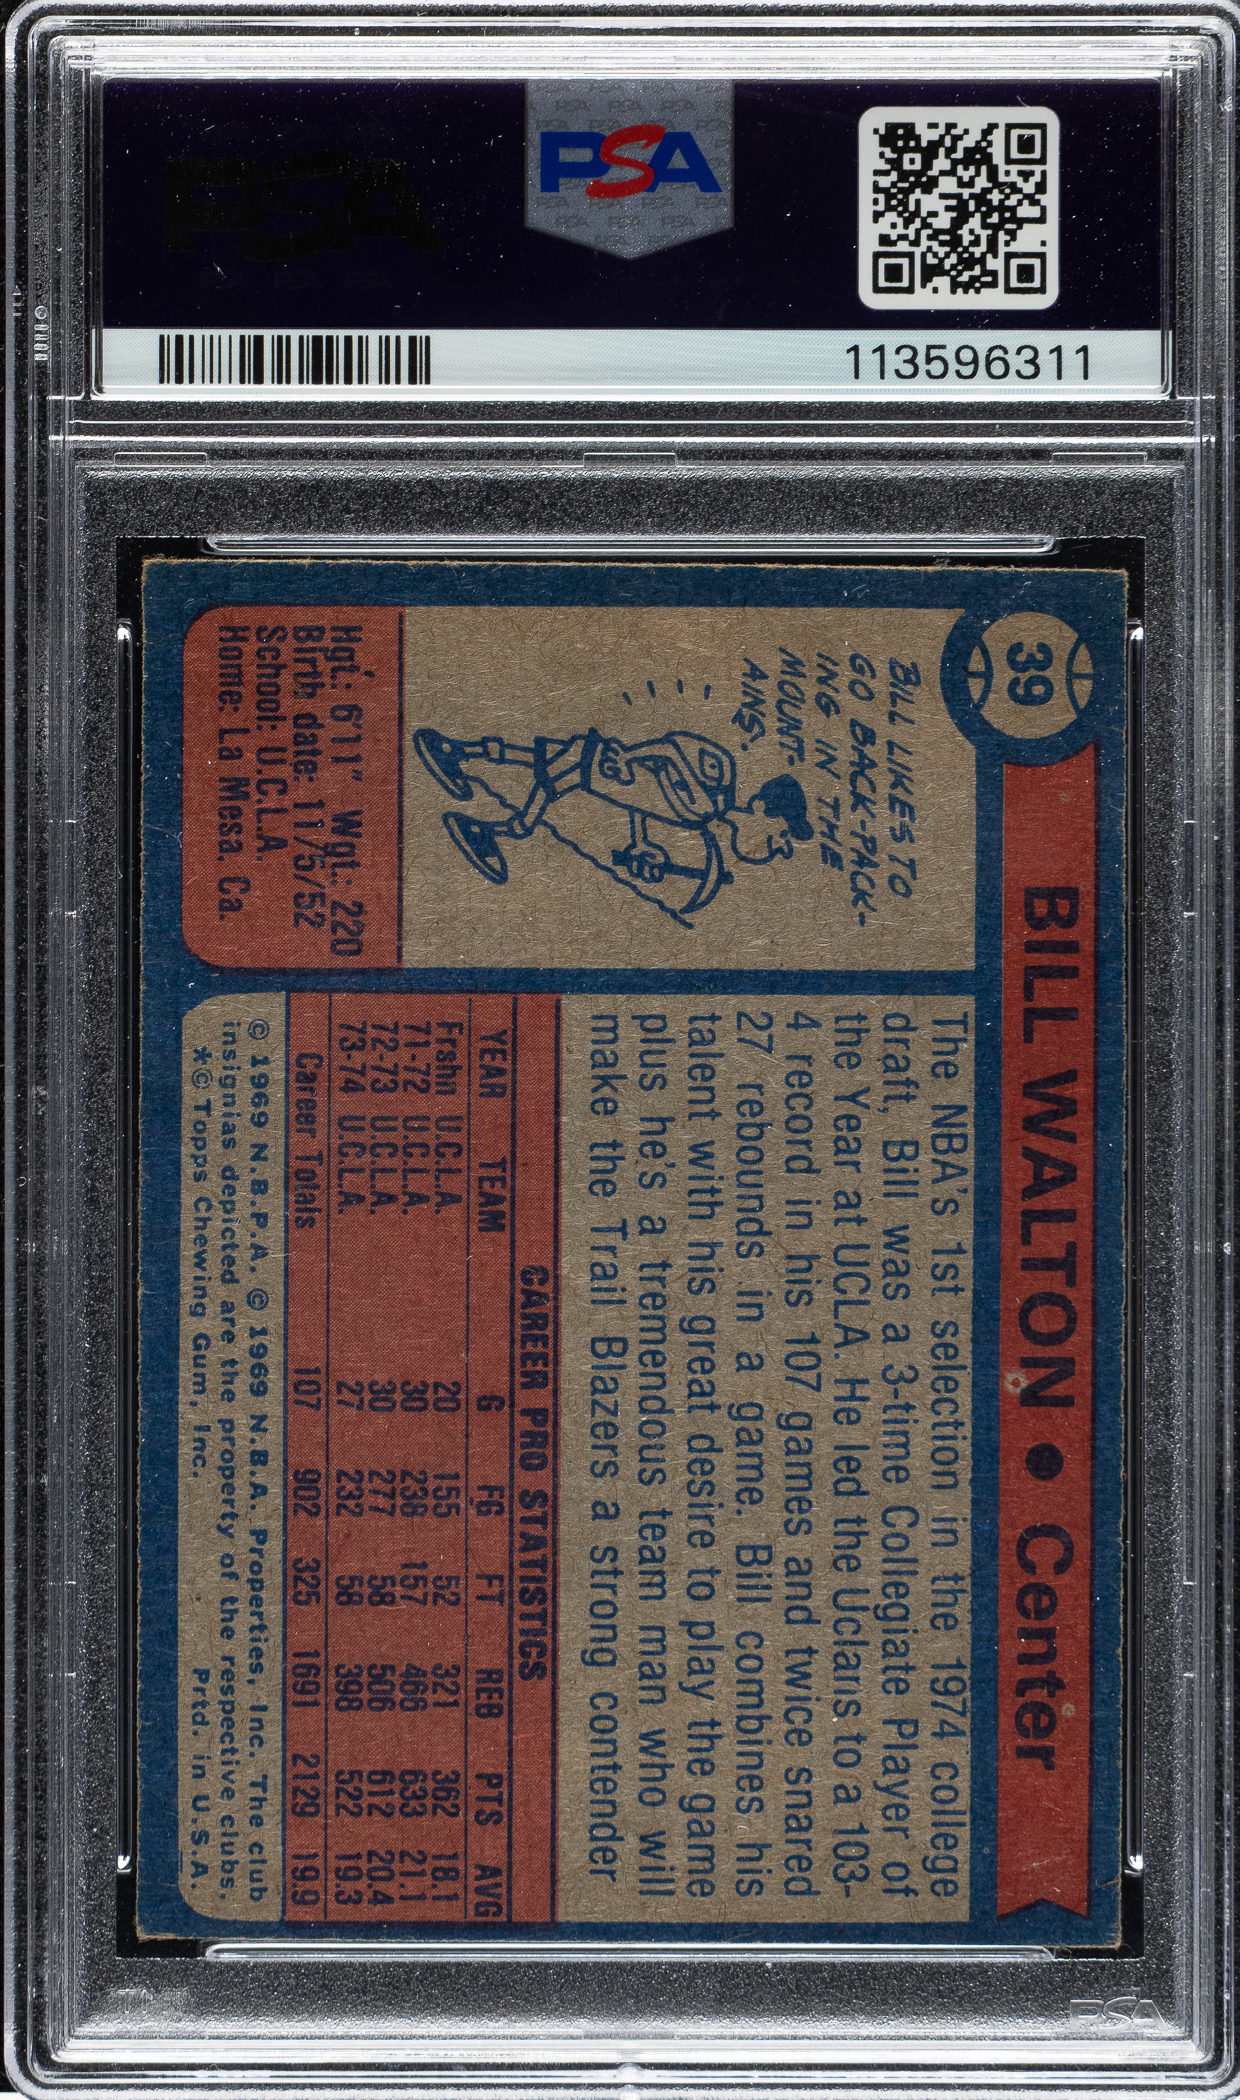 PSA
PSA
113596311
39
BILL WALTON • Center
BILL LIKES TO
GO BACK-PACK-
ING IN THE
MOUNT-
AINS.
Hgt.: 6'11" Wgt.: 220
Birth date: 11/5/52
School: U.C.L.A.
Home: La Mesa, Ca.
The NBA's 1st selection in the 1974 college
draft, Bill was a 3-time Collegiate Player of
the Year at UCLA. He led the Uclans to a 103-
4 record in his 107 games and twice snared
27 rebounds in a game. Bill combines his
talent with his great desire to play the game
plus he's a tremendous team man who will
make the Trail Blazers a strong contender
CAREER PRO STATISTICS
YEAR TEAM G FG FT REB PTS AVG
Frshn U.C.L.A. 20 155 52 321 362 18.1
71-72 U.C.L.A. 30 238 157 466 633 21.1
72-73 U.C.L.A. 30 277 58 506 612 20.4
73-74 U.C.L.A. 27 232 58 398 522 19.3
Career Totals 107 902 325 1691 2129 19.9
© 1969 N.B.P.A. © 1969 N.B.A. Properties, Inc. The club
insignias depicted are the property of the respective clubs.
*© Topps Chewing Gum, Inc. Prtd. in U.S.A.
PSA